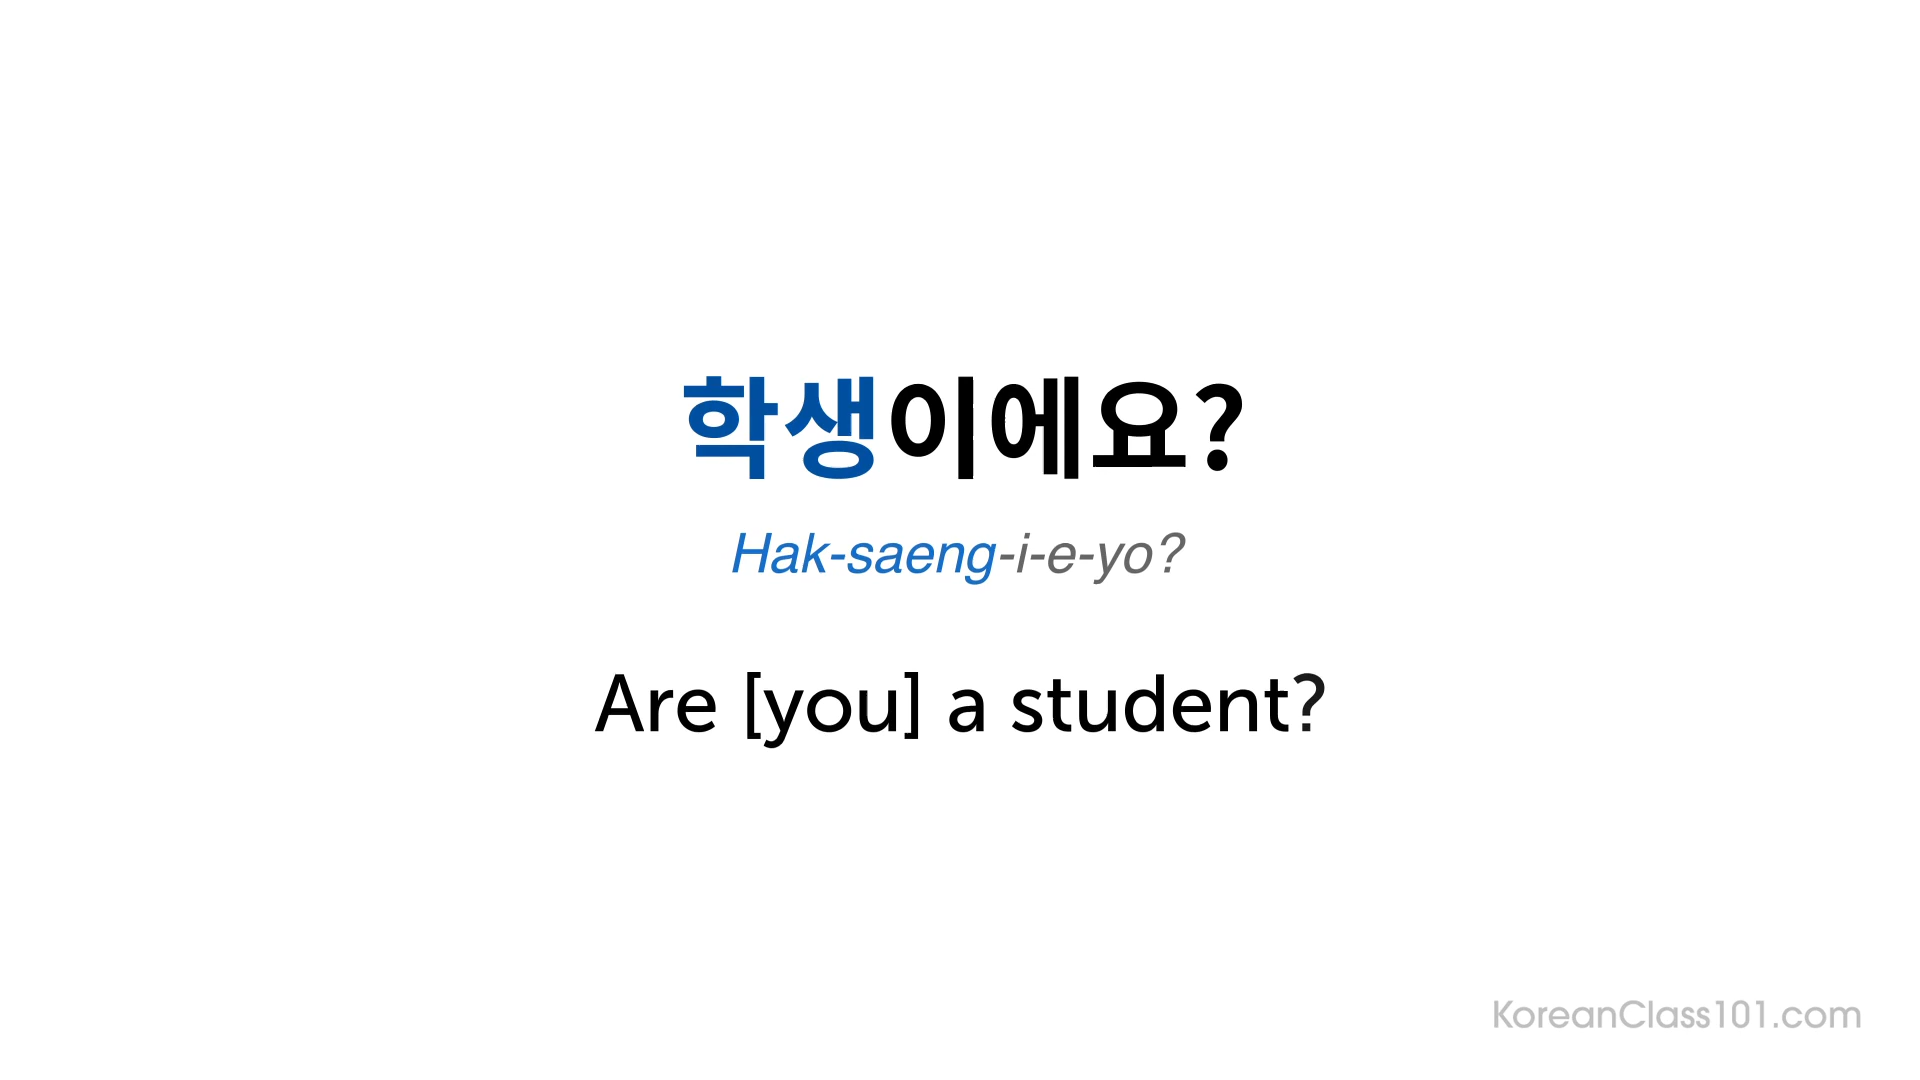 학생이에요?
Hak-saeng-i-e-yo?
Are [you] a student?
KoreanClass101.com